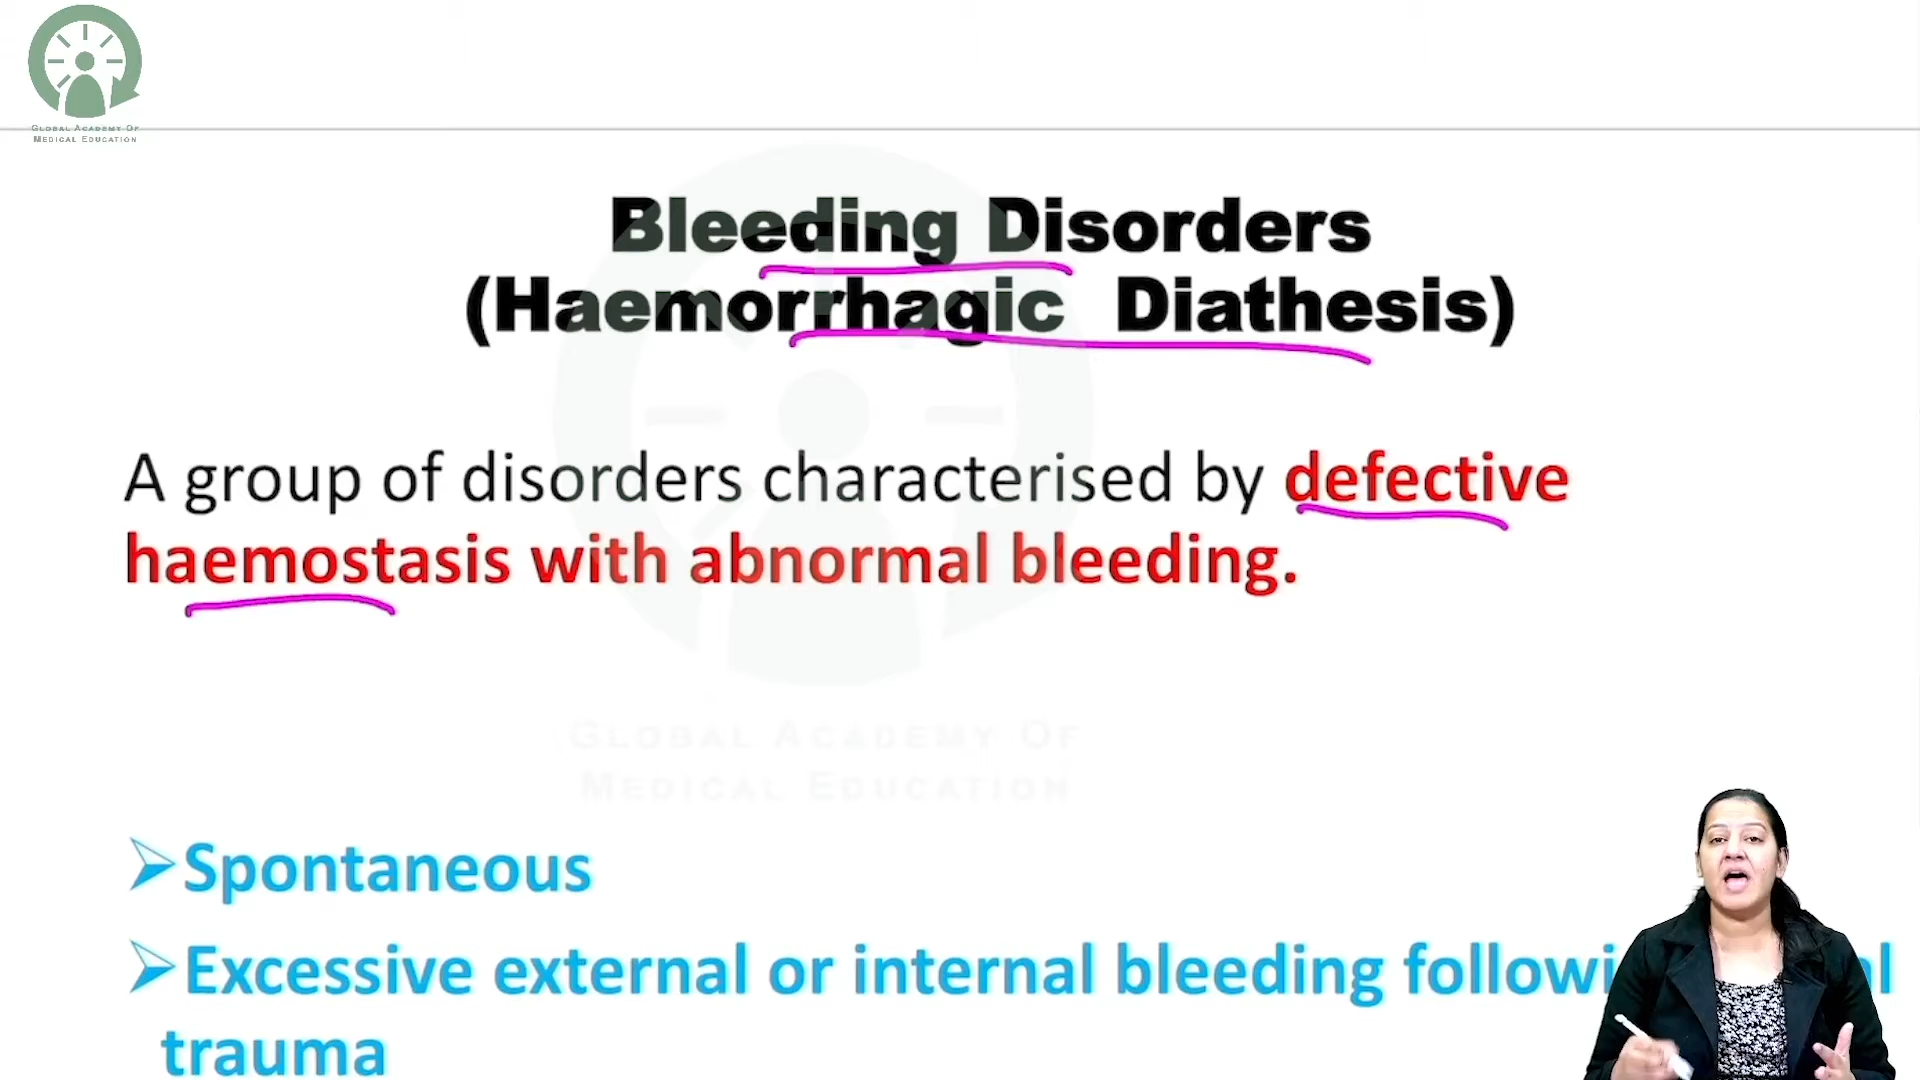 GLOBAL ACADEMY OF
MEDICAL EDUCATION
Bleeding Disorders
(Haemorrhagic Diathesis)
A group of disorders characterised by defective
haemostasis with abnormal bleeding.
GLOBAL ACADEMY OF
MEDICAL EDUCATION
➢Spontaneous
➢Excessive external or internal bleeding
trauma